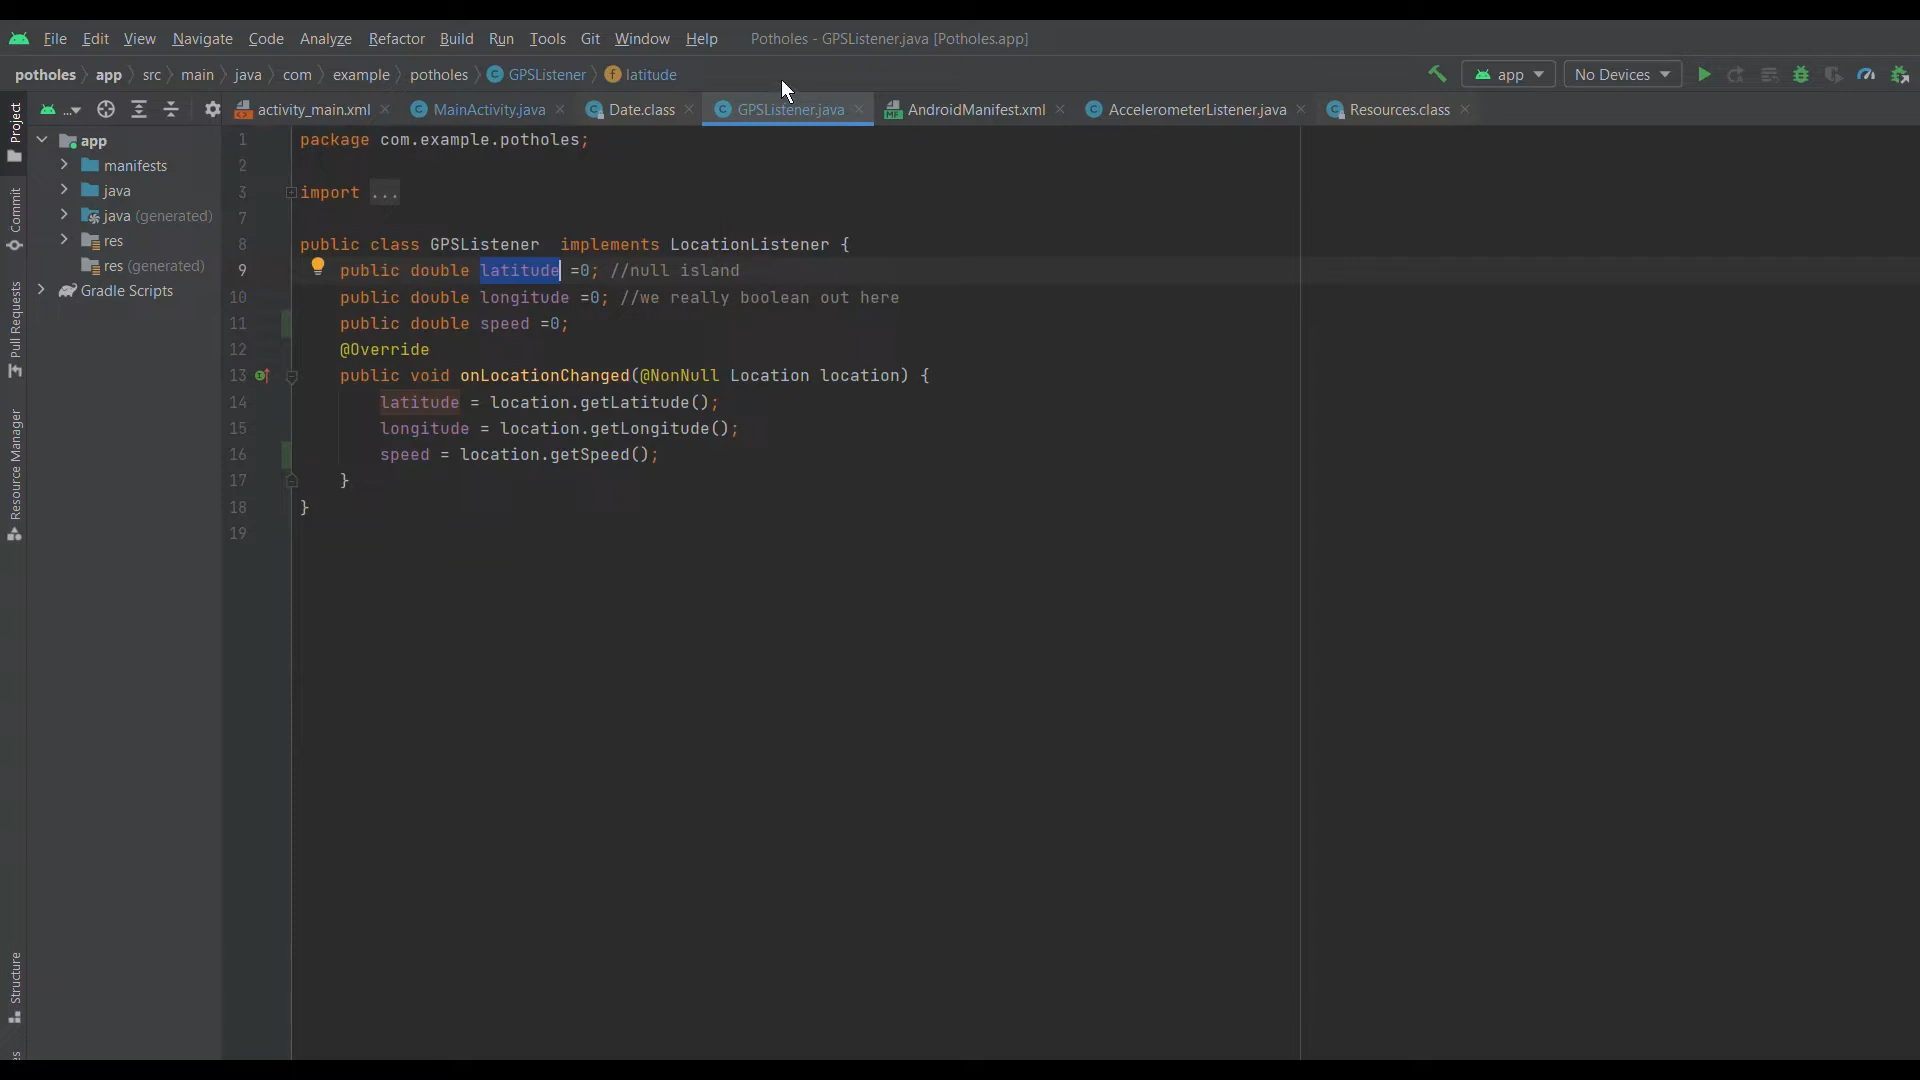 File Edit View Navigate Code Analyze Refactor Build Run Tools Git Window Help Potholes - GPSListener.java [Potholes.app]
potholes app src main java com example potholes GPSListener latitude app No Devices
... activity_main.xml MainActivity.java Date.class GPSListener.java AndroidManifest.xml AccelerometerListener.java Resources.class
Project
Commit
Pull Requests
Resource Manager
Structure
app
manifests
java
java (generated)
res
res (generated)
Gradle Scripts
1 package com.example.potholes;
2
3 import ...
7
8 public class GPSListener  implements LocationListener {
9 public double latitude =0; //null island
10 public double longitude =0; //we really boolean out here
11 public double speed =0;
12 @Override
13 public void onLocationChanged(@NonNull Location location) {
14 latitude = location.getLatitude();
15 longitude = location.getLongitude();
16 speed = location.getSpeed();
17 }
18 }
19